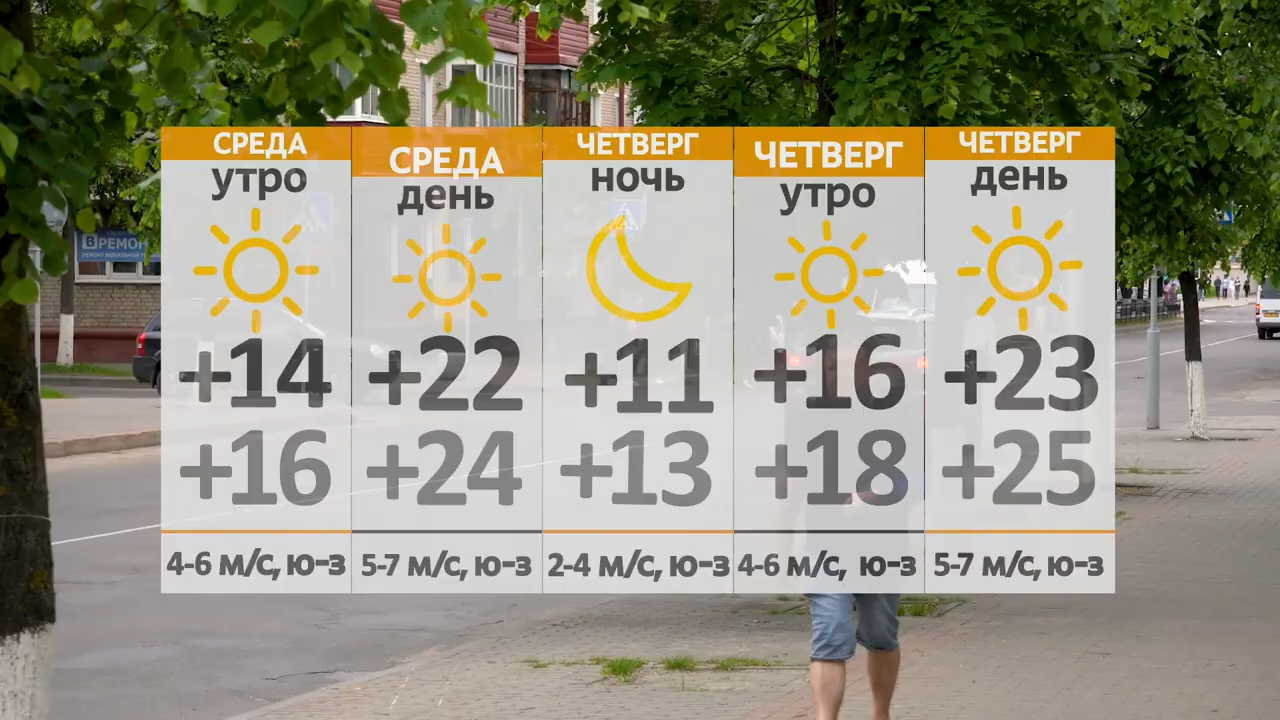 СРЕДА
утро
+14
+16
4-6 м/с, ю-з
СРЕДА
день
+22
+24
5-7 м/с, ю-з
ЧЕТВЕРГ
ночь
+11
+13
2-4 м/с, ю-з
ЧЕТВЕРГ
утро
+16
+18
4-6 м/с, ю-з
ЧЕТВЕРГ
день
+23
+25
5-7 м/с, ю-з